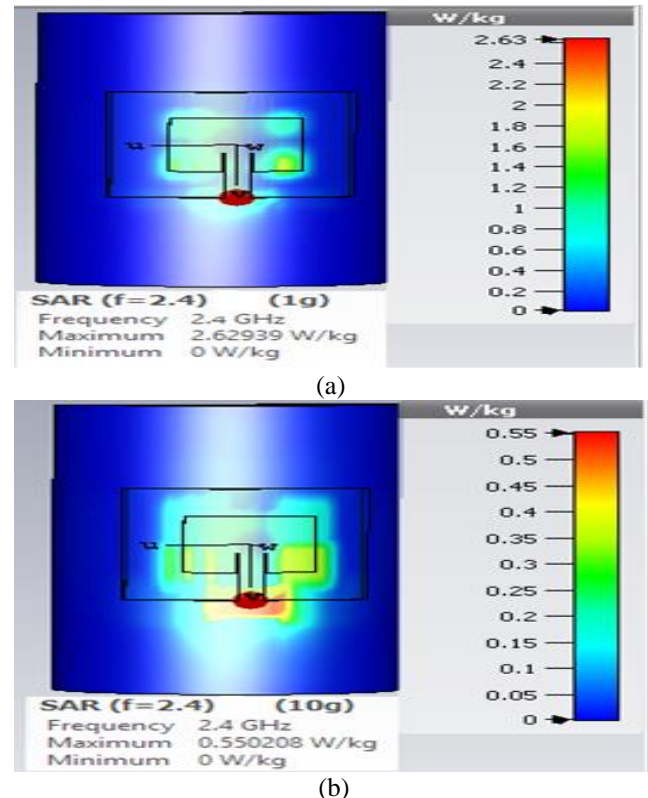 W/kg
2.63
2.4
2.2
2
1.8
1.6
1.4
1.2
1
0.8
0.6
0.4
0.2
0
u
w
v
SAR (f=2.4) (1g)
Frequency 2.4 GHz
Maximum 2.62939 W/kg
Minimum 0 W/kg
(a)
W/kg
0.55
0.5
0.45
0.4
0.35
0.3
0.25
0.2
0.15
0.1
0.05
0
u
w
v
SAR (f=2.4) (10g)
Frequency 2.4 GHz
Maximum 0.550208 W/kg
Minimum 0 W/kg
(b)